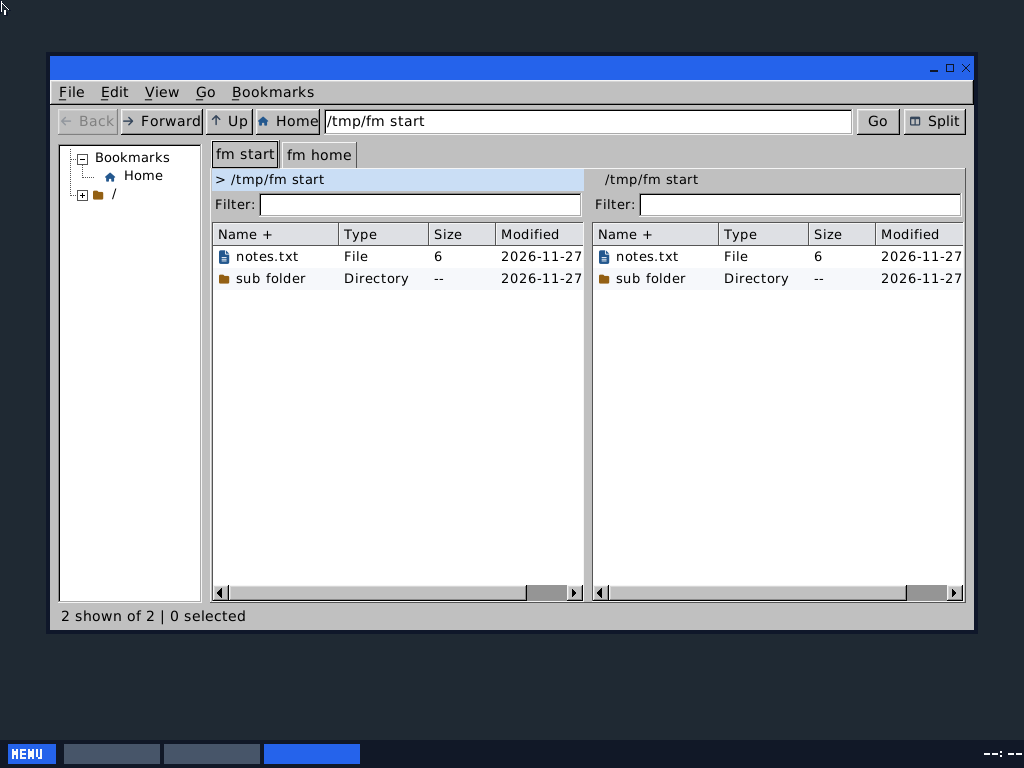 File Edit View Go Bookmarks
← Back → Forward ↑ Up Home /tmp/fm start Go Split
fm start fm home
Bookmarks
Home
/
> /tmp/fm start
Filter:
Name + Type Size Modified
notes.txt File 6 2026-11-27
sub folder Directory -- 2026-11-27
/tmp/fm start
Filter:
Name + Type Size Modified
notes.txt File 6 2026-11-27
sub folder Directory -- 2026-11-27
2 shown of 2 | 0 selected
MENU --:--